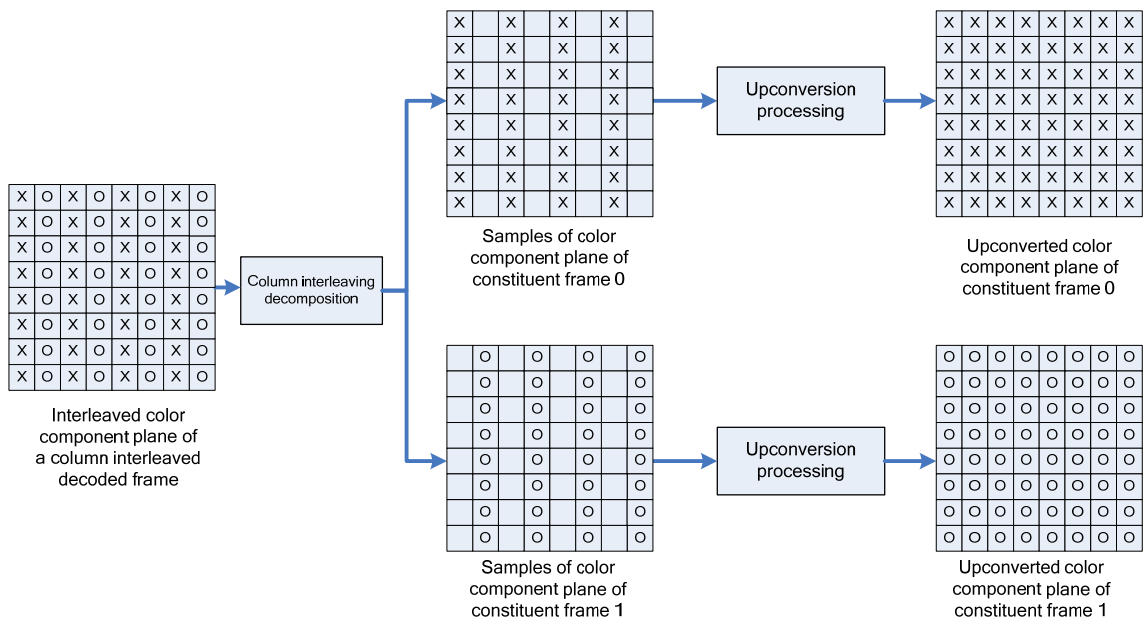 X X X X
X X X X
X X X X
X X X X
X X X X
X X X X
X X X X
X X X X
Samples of color
component plane of
constituent frame 0
Upconversion
processing
X X X X X X X X
X X X X X X X X
X X X X X X X X
X X X X X X X X
X X X X X X X X
X X X X X X X X
X X X X X X X X
X X X X X X X X
Upconverted color
component plane of
constituent frame 0
X O X O X O X O
X O X O X O X O
X O X O X O X O
X O X O X O X O
X O X O X O X O
X O X O X O X O
X O X O X O X O
X O X O X O X O
Interleaved color
component plane of
a column interleaved
decoded frame
Column interleaving
decomposition
O O O O
O O O O
O O O O
O O O O
O O O O
O O O O
O O O O
O O O O
Samples of color
component plane of
constituent frame 1
Upconversion
processing
O O O O O O O O
O O O O O O O O
O O O O O O O O
O O O O O O O O
O O O O O O O O
O O O O O O O O
O O O O O O O O
O O O O O O O O
Upconverted color
component plane of
constituent frame 1